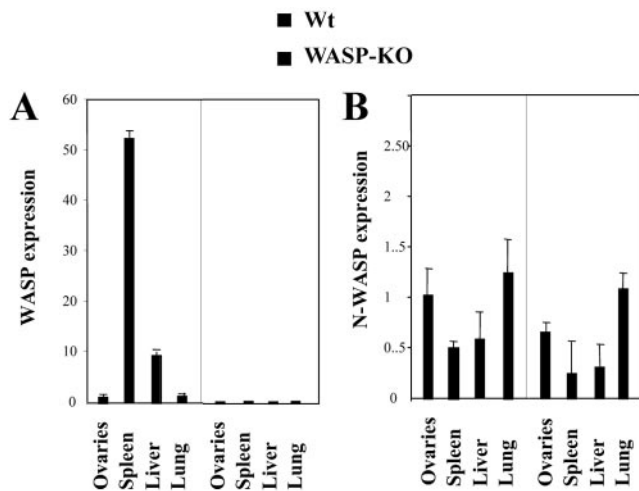 Wt
WASP-KO
A
WASP expression
60
50
40
30
20
10
0
Ovaries
Spleen
Liver
Lung
Ovaries
Spleen
Liver
Lung
B
N-WASP expression
2.50
2
1..5
1
0..5
0
Ovaries
Spleen
Liver
Lung
Ovaries
Spleen
Liver
Lung